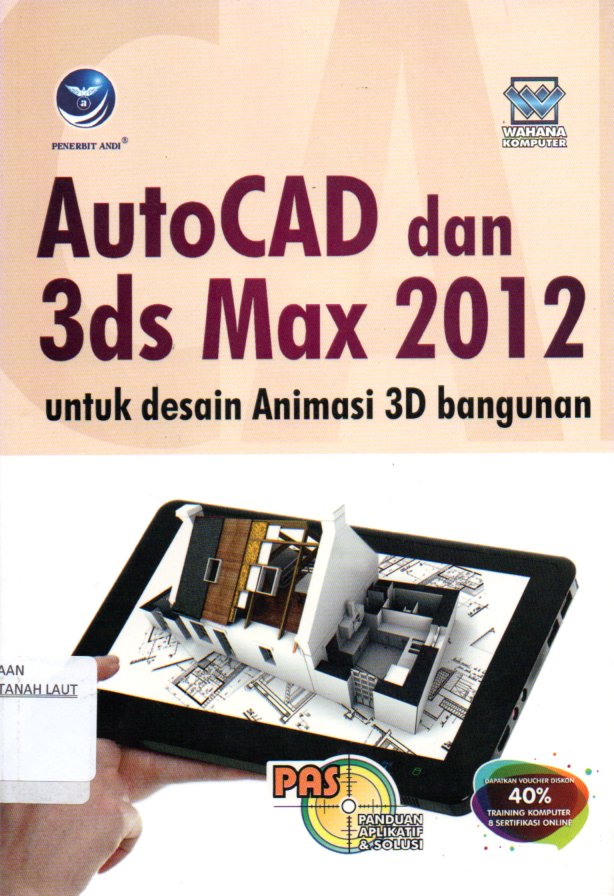 PENERBIT ANDI®
WAHANA
KOMPUTER
AutoCAD dan
3ds Max 2012
untuk desain Animasi 3D bangunan
AAN
TANAH LAUT
PAS
PANDUAN
APLIKATIF
& SOLUSI
DAPATKAN VOUCHER DISKON
40%
TRAINING KOMPUTER
& SERTIFIKASI ONLINE